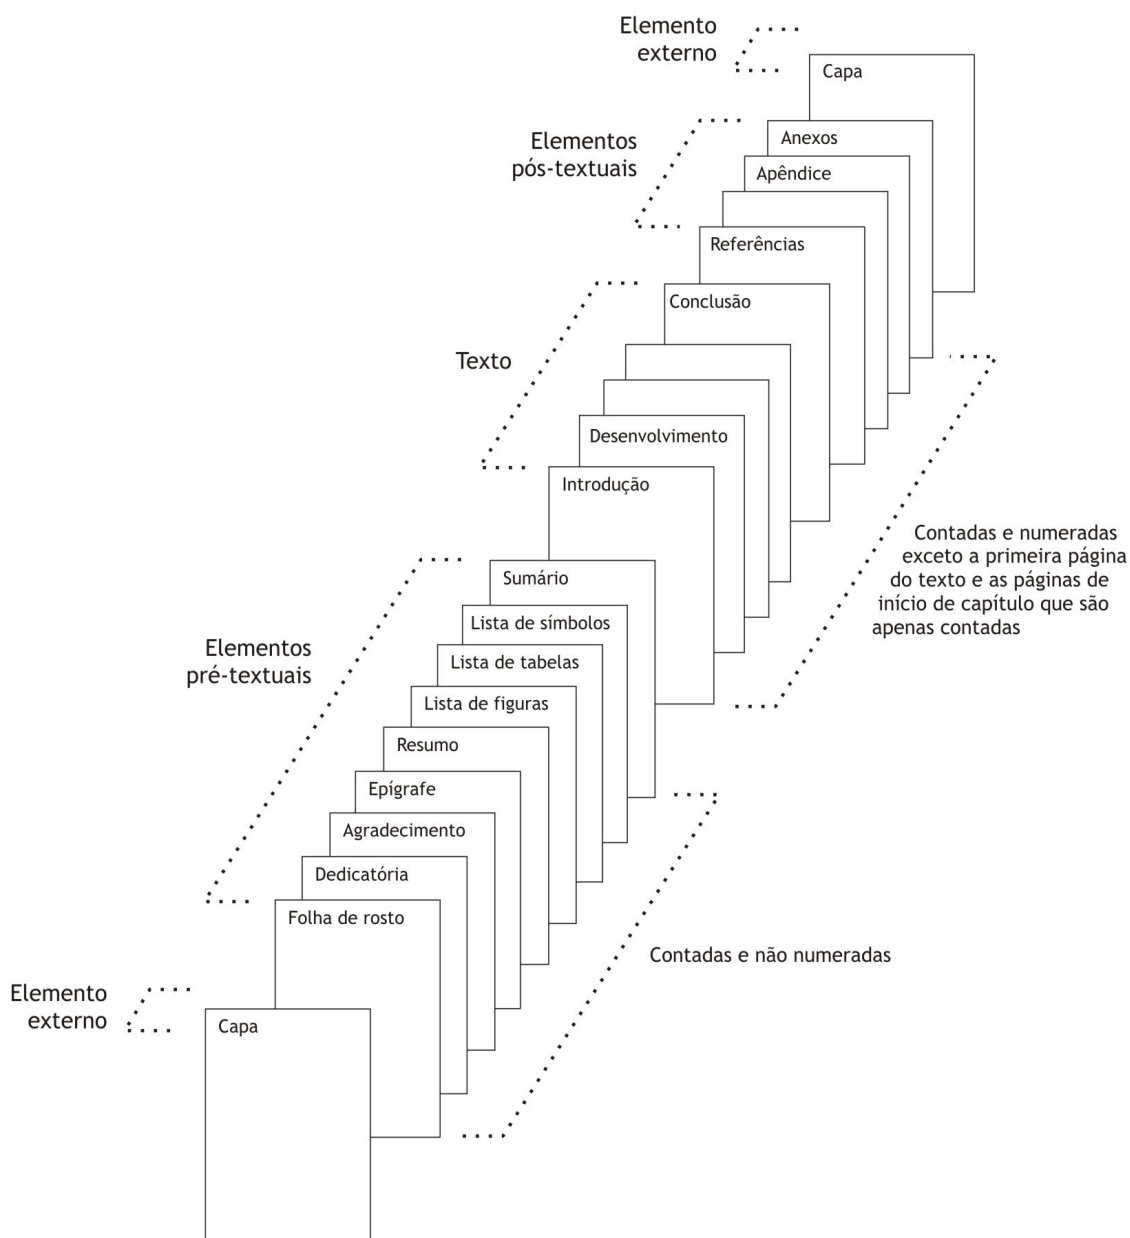 Elemento
externo
Capa
Anexos
Elementos
pós-textuais
Apêndice
Referências
Conclusão
Texto
Desenvolvimento
Introdução
Contadas e numeradas
exceto a primeira página
do texto e as páginas de
início de capítulo que são
apenas contadas
Sumário
Lista de símbolos
Elementos
pré-textuais
Lista de tabelas
Lista de figuras
Resumo
Epígrafe
Agradecimento
Dedicatória
Folha de rosto
Contadas e não numeradas
Elemento
externo
Capa